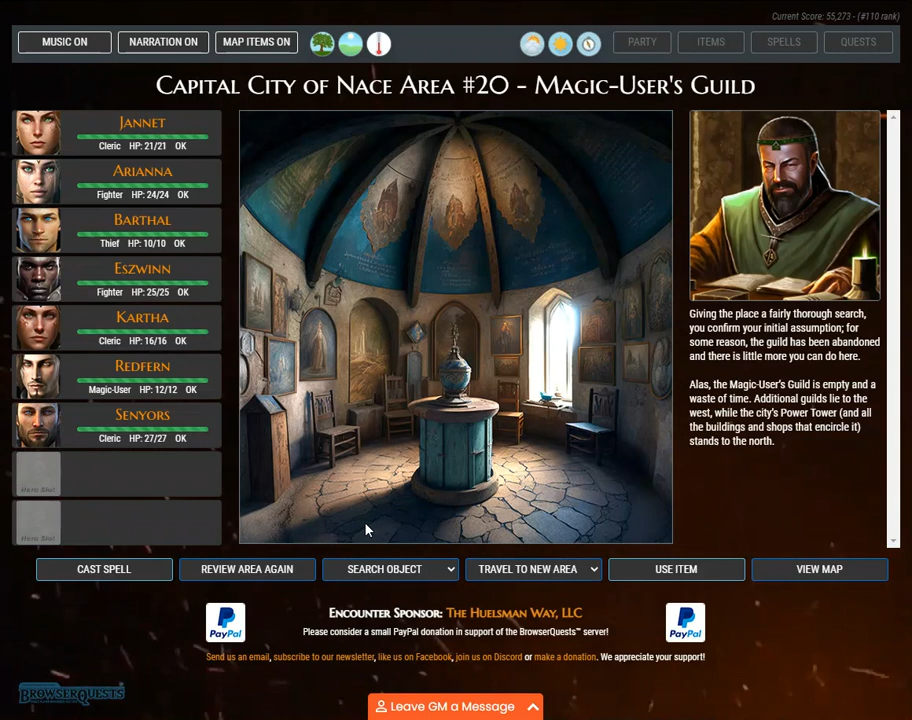 Current Score: 55,273 - (#110 rank)
MUSIC ON
NARRATION ON
MAP ITEMS ON
PARTY
ITEMS
SPELLS
QUESTS
Capital City of Nace Area #20 - Magic-User's Guild
Jannet
Cleric HP: 21/21 OK
Arianna
Fighter HP: 24/24 OK
Barthal
Thief HP: 10/10 OK
Eszwinn
Fighter HP: 25/25 OK
Kartha
Cleric HP: 16/16 OK
Redfern
Magic-User HP: 12/12 OK
Senyors
Cleric HP: 27/27 OK
Hero Slot
Hero Slot
Giving the place a fairly thorough search,
you confirm your initial assumption; for
some reason, the guild has been abandoned
and there is little more you can do here.
Alas, the Magic-User's Guild is empty and a
waste of time. Additional guilds lie to the
west, while the city's Power Tower (and all
the buildings and shops that encircle it)
stands to the north.
CAST SPELL
REVIEW AREA AGAIN
SEARCH OBJECT
TRAVEL TO NEW AREA
USE ITEM
VIEW MAP
PayPal
Encounter Sponsor: The Huelsman Way, LLC
Please consider a small PayPal donation in support of the BrowserQuests™ server!
PayPal
Send us an email, subscribe to our newsletter, like us on Facebook, join us on Discord or make a donation. We appreciate your support!
BrowserQuests
Leave GM a Message